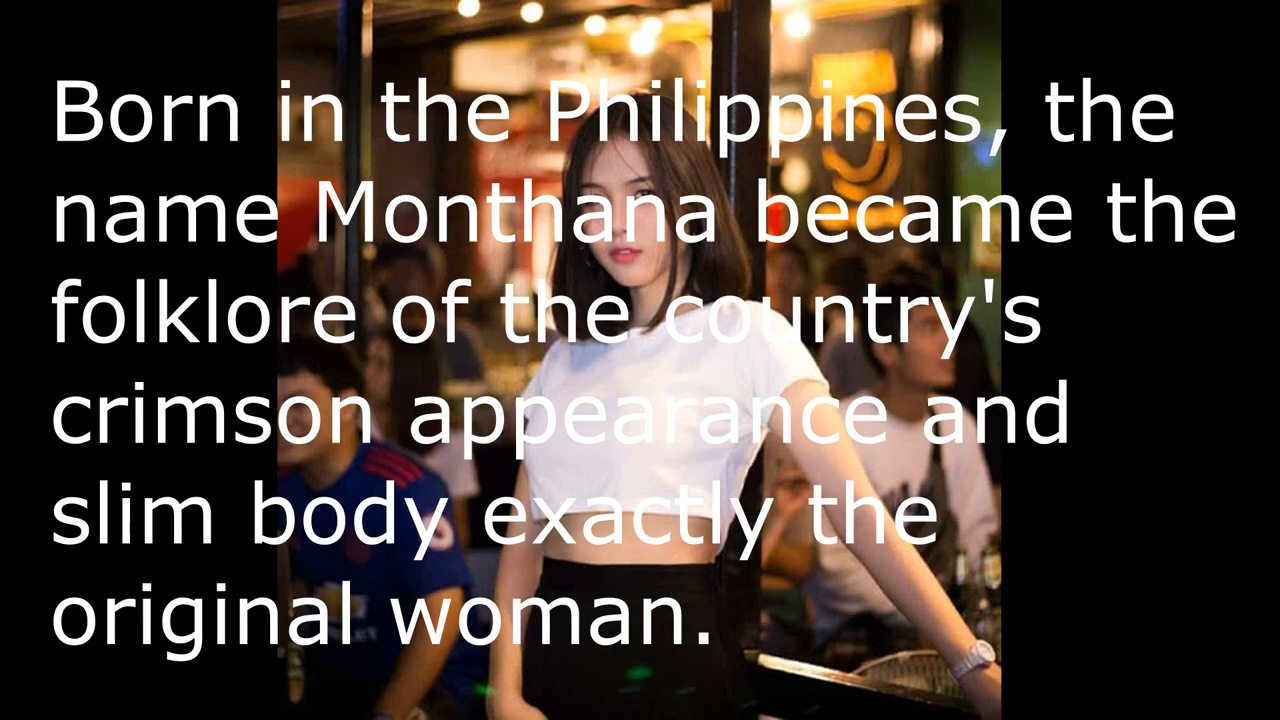 Born in the Philippines, the
name Monthana became the
folklore of the country's
crimson appearance and
slim body exactly the
original woman.